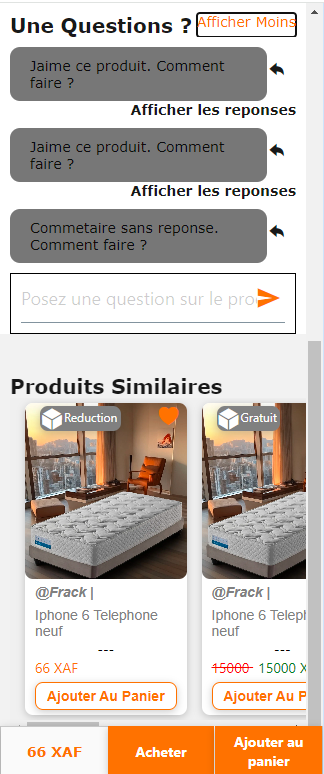 Une Questions ?
Afficher Moins
Jaime ce produit. Comment
faire ?
Afficher les reponses
Jaime ce produit. Comment
faire ?
Afficher les reponses
Commetaire sans reponse.
Comment faire ?
Posez une question sur le pro
Produits Similaires
Reduction
@Frack |
Iphone 6 Telephone
neuf
---
66 XAF
Ajouter Au Panier
Gratuit
@Frack |
Iphone 6 Telep
neuf
---
15000 15000 X
Ajouter Au Pa
66 XAF
Acheter
Ajouter au
panier